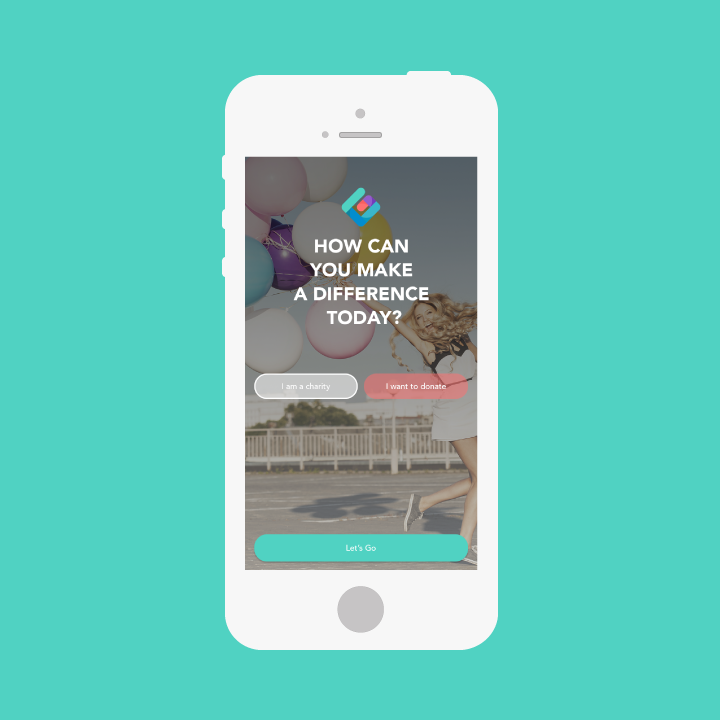 HOW CAN
YOU MAKE
A DIFFERENCE
TODAY?
I am a charity
I want to donate
Let's Go